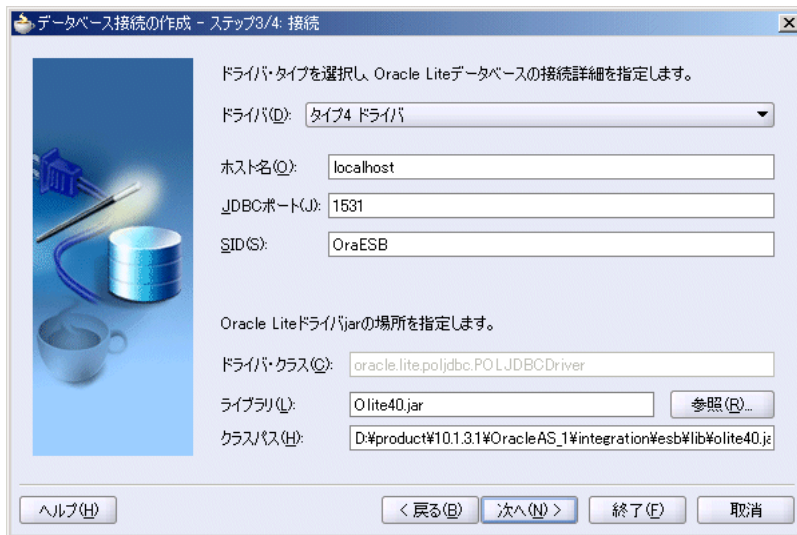 データベース接続の作成 - ステップ3/4: 接続
ドライバ・タイプを選択し、Oracle Liteデータベースの接続詳細を指定します。
ドライバ(D): タイプ4 ドライバ
ホスト名(O): localhost
JDBCポート(J): 1531
SID(S): OraESB
Oracle Liteドライバjarの場所を指定します。
ドライバ・クラス(C): oracle.lite.poljdbc.POLJDBCDriver
ライブラリ(L): Olite40.jar 参照(R)...
クラスパス(H): D:¥product¥10.1.3.1¥OracleAS_1¥integration¥esb¥lib¥olite40.ja
ヘルプ(H) < 戻る(B) 次へ(N) > 終了(F) 取消